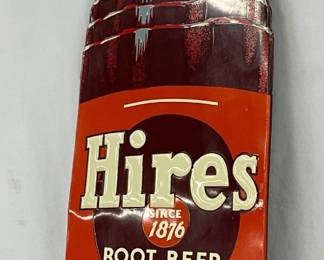 Hires
SINCE
1876
ROOT BEER